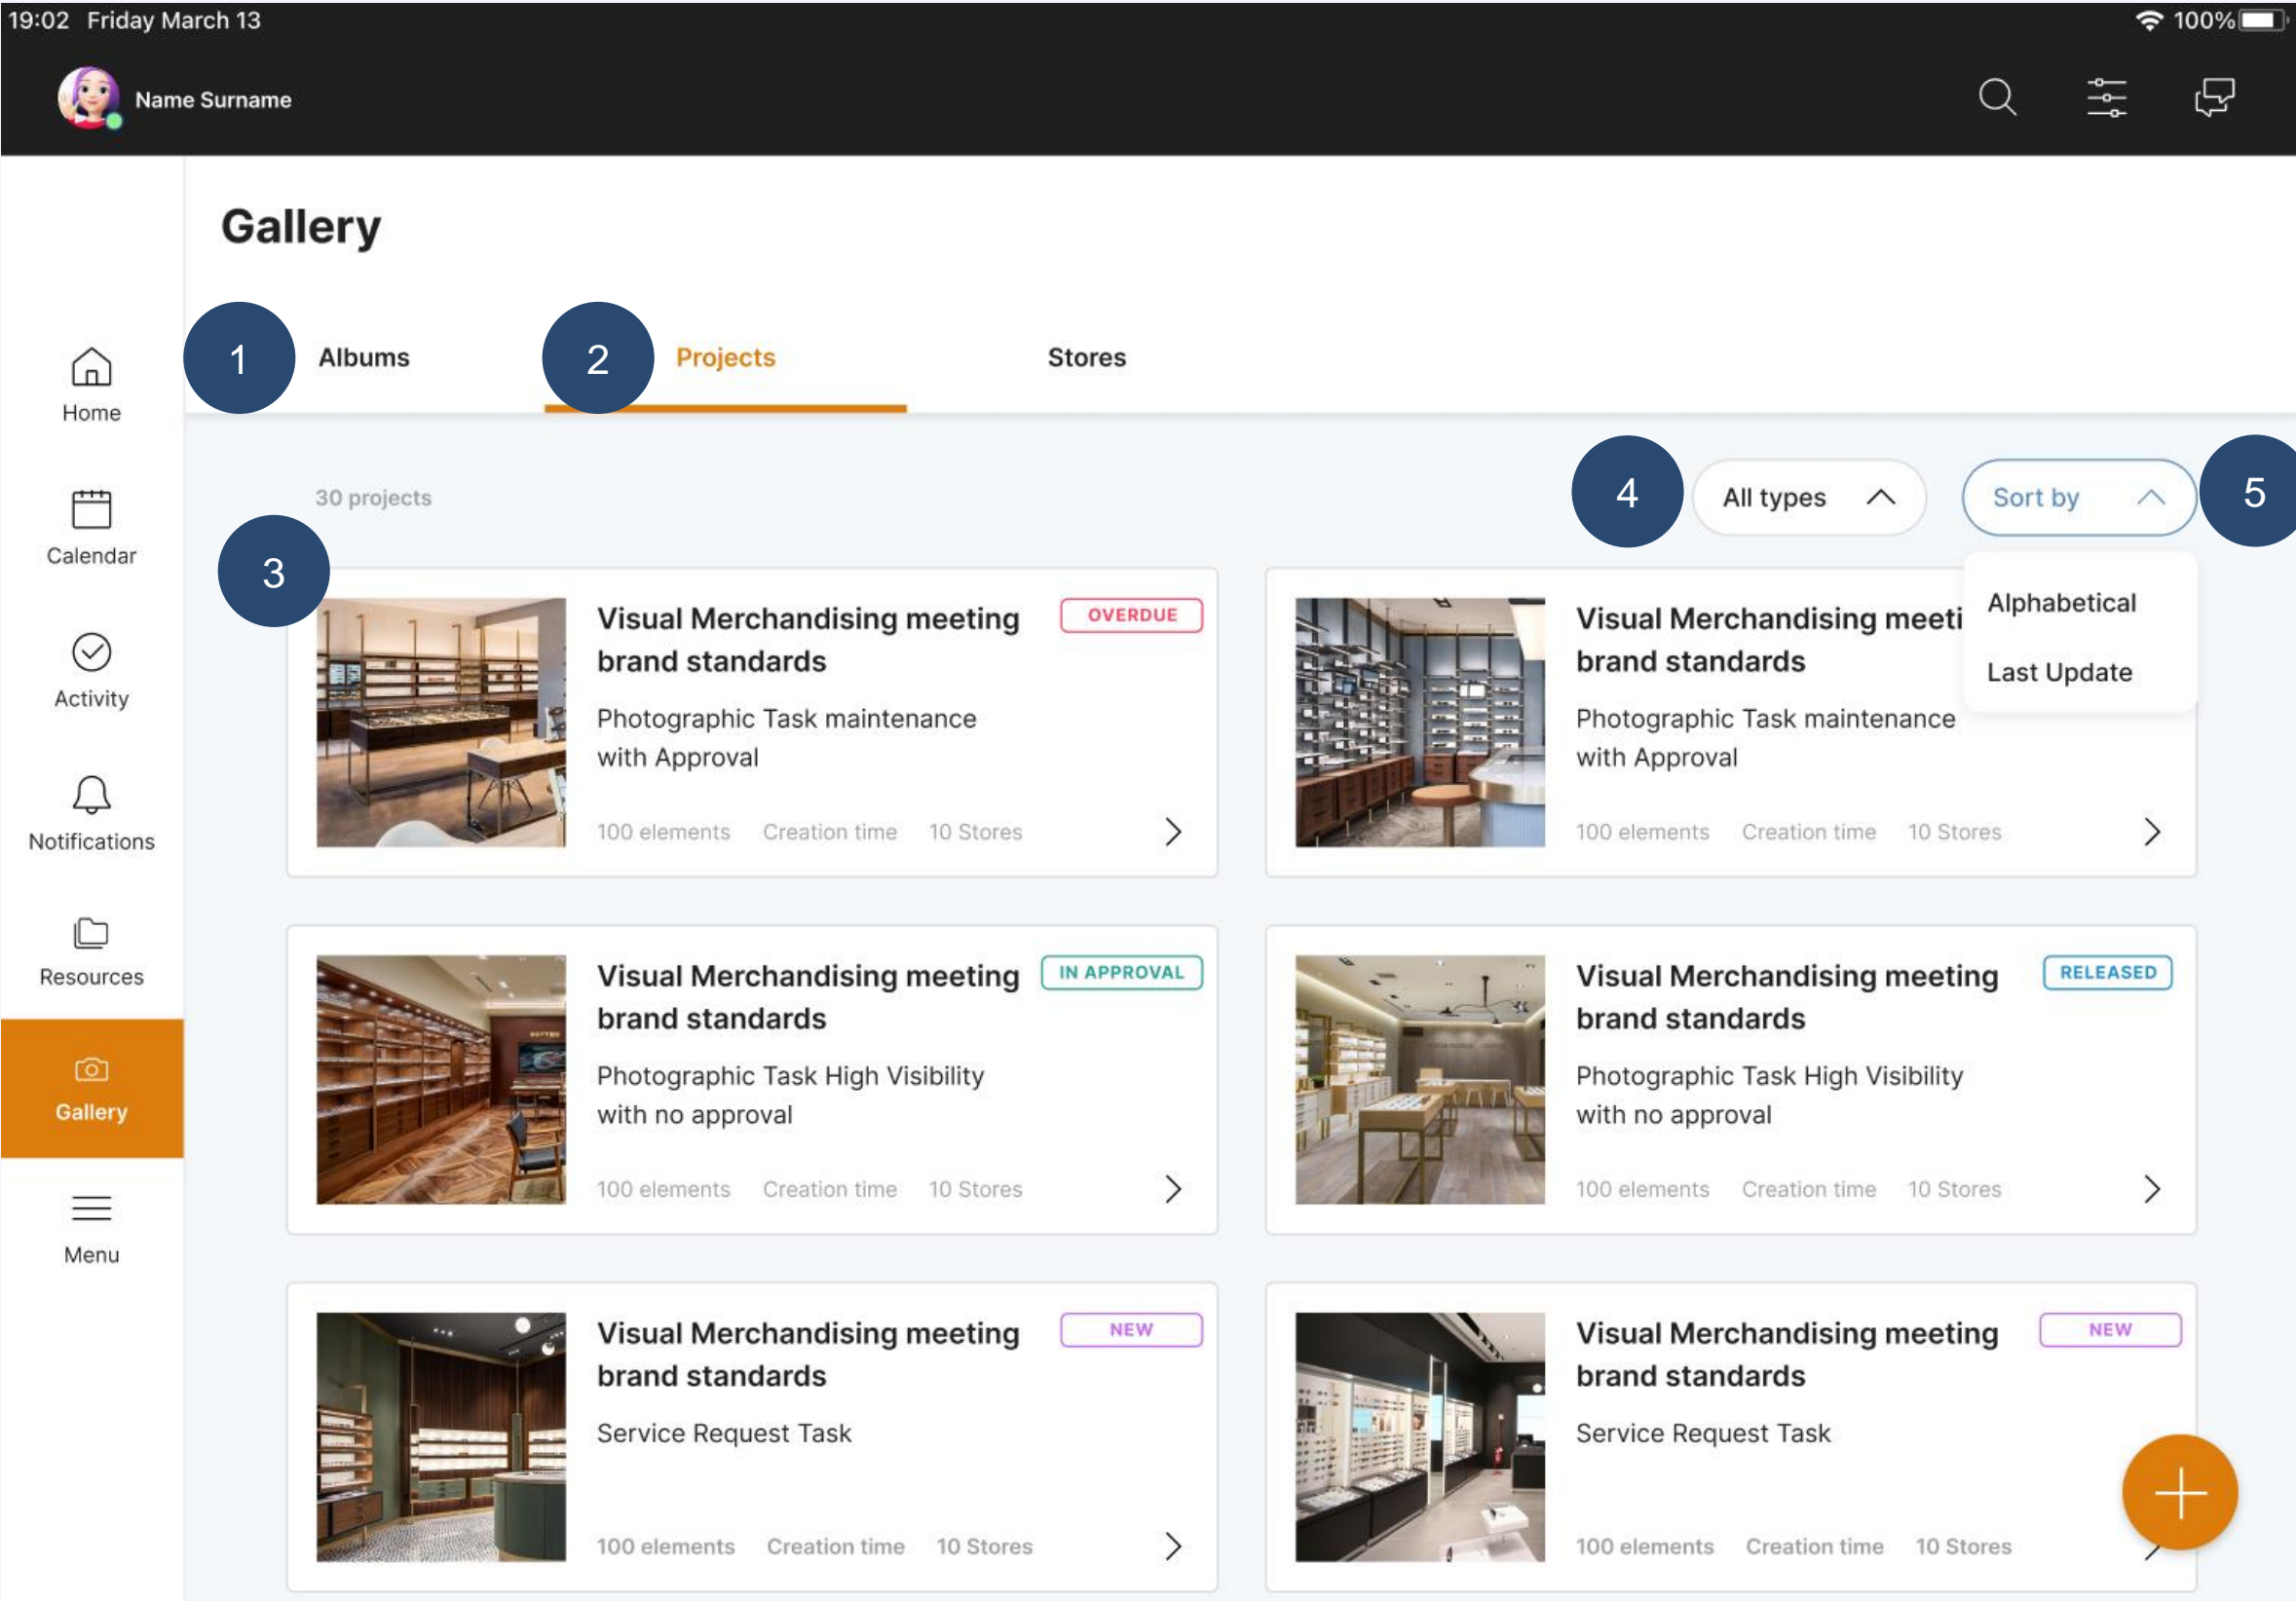 19:02 Friday March 13
100%
Name Surname
Gallery
1
Albums
2
Projects
Stores
Home
Calendar
Activity
Notifications
Resources
Gallery
Menu
30 projects
4
All types
Sort by
5
Alphabetical
Last Update
3
Visual Merchandising meeting
brand standards
OVERDUE
Photographic Task maintenance
with Approval
100 elements Creation time 10 Stores
Visual Merchandising meeti
brand standards
Photographic Task maintenance
with Approval
100 elements Creation time 10 Stores
Visual Merchandising meeting
brand standards
IN APPROVAL
Photographic Task High Visibility
with no approval
100 elements Creation time 10 Stores
Visual Merchandising meeting
brand standards
RELEASED
Photographic Task High Visibility
with no approval
100 elements Creation time 10 Stores
Visual Merchandising meeting
brand standards
NEW
Service Request Task
100 elements Creation time 10 Stores
Visual Merchandising meeting
brand standards
NEW
Service Request Task
100 elements Creation time 10 Stores